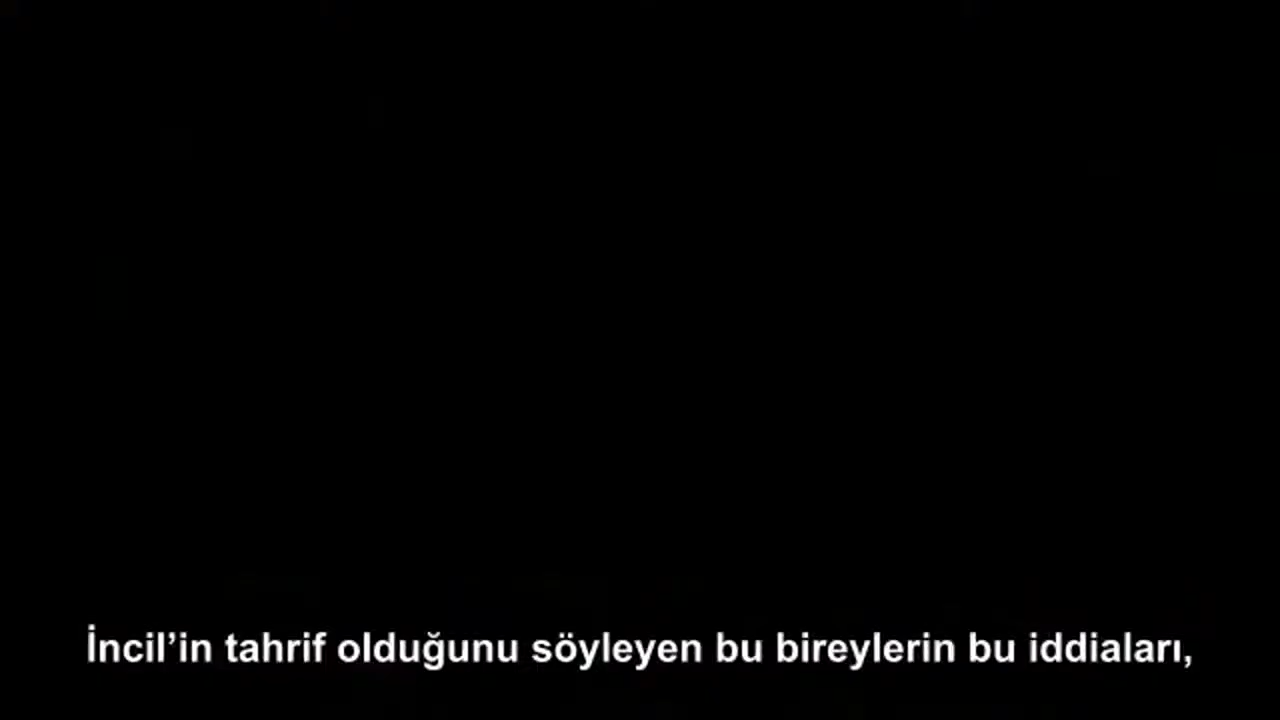 İncil’in tahrif olduğunu söyleyen bu bireylerin bu iddiaları,